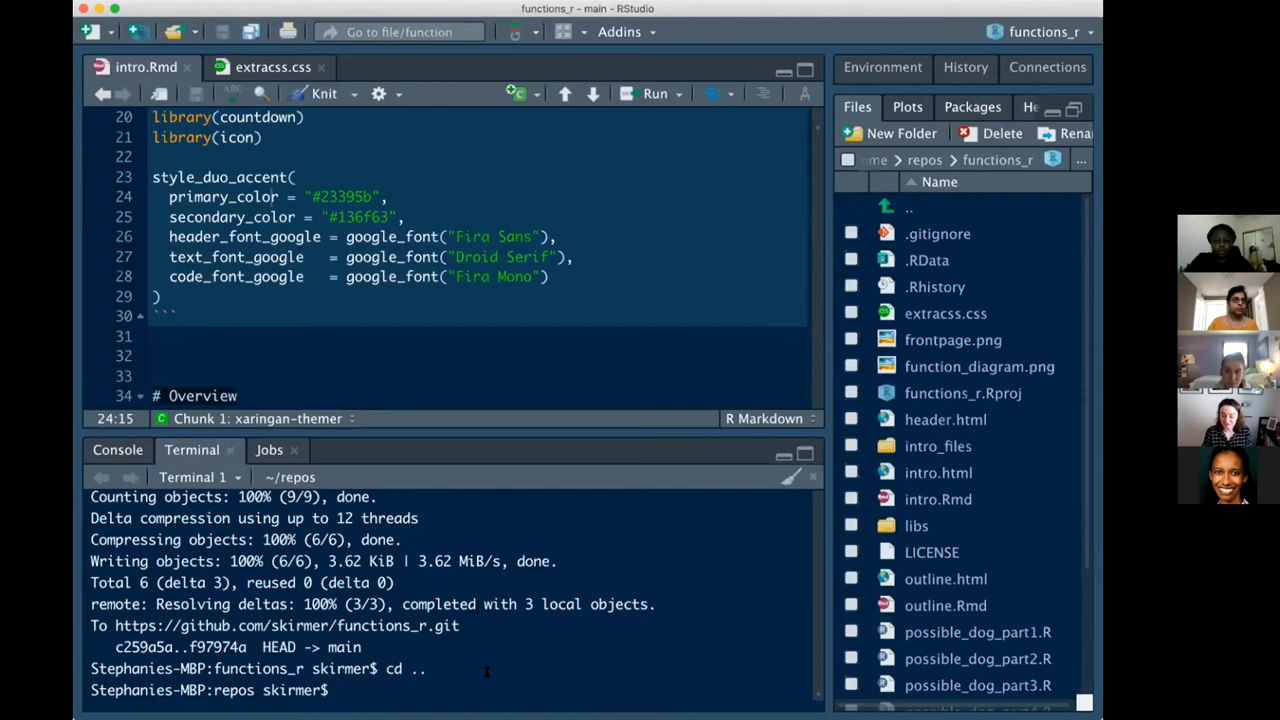 functions_r - main - RStudio
Go to file/function
Addins
functions_r
intro.Rmd
extracss.css
ABC
Knit
Run
20 library(countdown)
21 library(icon)
22
23 style_duo_accent(
24 primary_color = "#23395b",
25 secondary_color = "#136f63",
26 header_font_google = google_font("Fira Sans"),
27 text_font_google   = google_font("Droid Serif"),
28 code_font_google   = google_font("Fira Mono")
29 )
30 ```
31
32
33
34 # Overview
24:15
Chunk 1: xaringan-themer
R Markdown
Console
Terminal
Jobs
Terminal 1
~/repos
Counting objects: 100% (9/9), done.
Delta compression using up to 12 threads
Compressing objects: 100% (6/6), done.
Writing objects: 100% (6/6), 3.62 KiB | 3.62 MiB/s, done.
Total 6 (delta 3), reused 0 (delta 0)
remote: Resolving deltas: 100% (3/3), completed with 3 local objects.
To https://github.com/skirmer/functions_r.git
c259a5a..f97974a  HEAD -> main
Stephanies-MBP:functions_r skirmer$ cd ..
Stephanies-MBP:repos skirmer$
Environment
History
Connections
Files
Plots
Packages
He
New Folder
Delete
Renar
ome > repos > functions_r
...
Name
..
.gitignore
.RData
.Rhistory
extracss.css
frontpage.png
function_diagram.png
functions_r.Rproj
header.html
intro_files
intro.html
intro.Rmd
libs
LICENSE
outline.html
outline.Rmd
possible_dog_part1.R
possible_dog_part2.R
possible_dog_part3.R